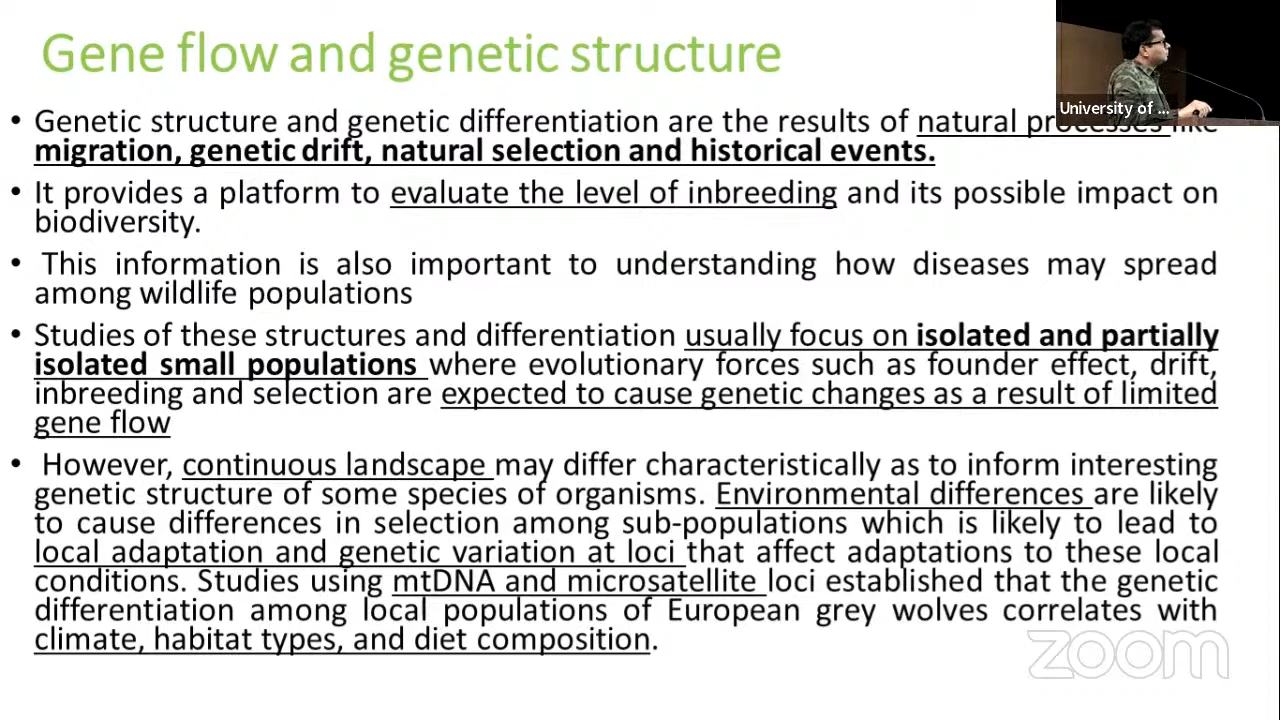 Gene flow and genetic structure
University of ...
• Genetic structure and genetic differentiation are the results of natural processes like
migration, genetic drift, natural selection and historical events.
• It provides a platform to evaluate the level of inbreeding and its possible impact on
biodiversity.
• This information is also important to understanding how diseases may spread
among wildlife populations
• Studies of these structures and differentiation usually focus on isolated and partially
isolated small populations where evolutionary forces such as founder effect, drift,
inbreeding and selection are expected to cause genetic changes as a result of limited
gene flow
• However, continuous landscape may differ characteristically as to inform interesting
genetic structure of some species of organisms. Environmental differences are likely
to cause differences in selection among sub-populations which is likely to lead to
local adaptation and genetic variation at loci that affect adaptations to these local
conditions. Studies using mtDNA and microsatellite loci established that the genetic
differentiation among local populations of European grey wolves correlates with
climate, habitat types, and diet composition.
zoom